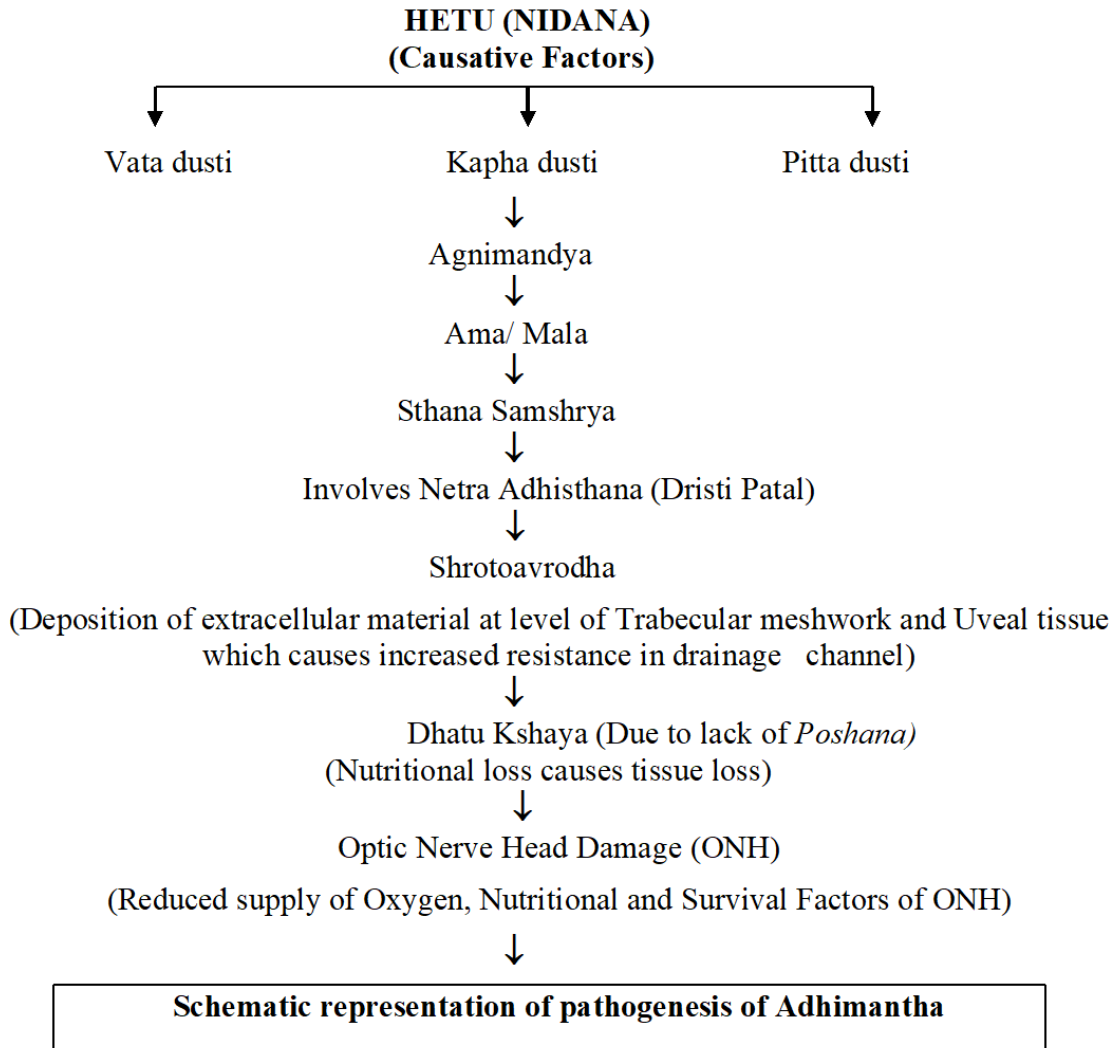 HETU (NIDANA)
(Causative Factors)
Vata dusti Kapha dusti Pitta dusti
Agnimandya
Ama/ Mala
Sthana Samshrya
Involves Netra Adhisthana (Dristi Patal)
Shrotoavrodha
(Deposition of extracellular material at level of Trabecular meshwork and Uveal tissue
which causes increased resistance in drainage channel)
Dhatu Kshaya (Due to lack of Poshana)
(Nutritional loss causes tissue loss)
Optic Nerve Head Damage (ONH)
(Reduced supply of Oxygen, Nutritional and Survival Factors of ONH)
Schematic representation of pathogenesis of Adhimantha